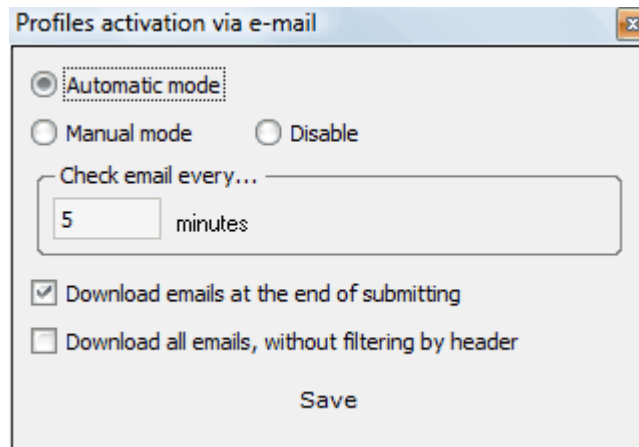 Profiles activation via e-mail
Automatic mode
Manual mode Disable
Check email every...
5 minutes
Download emails at the end of submitting
Download all emails, without filtering by header
Save